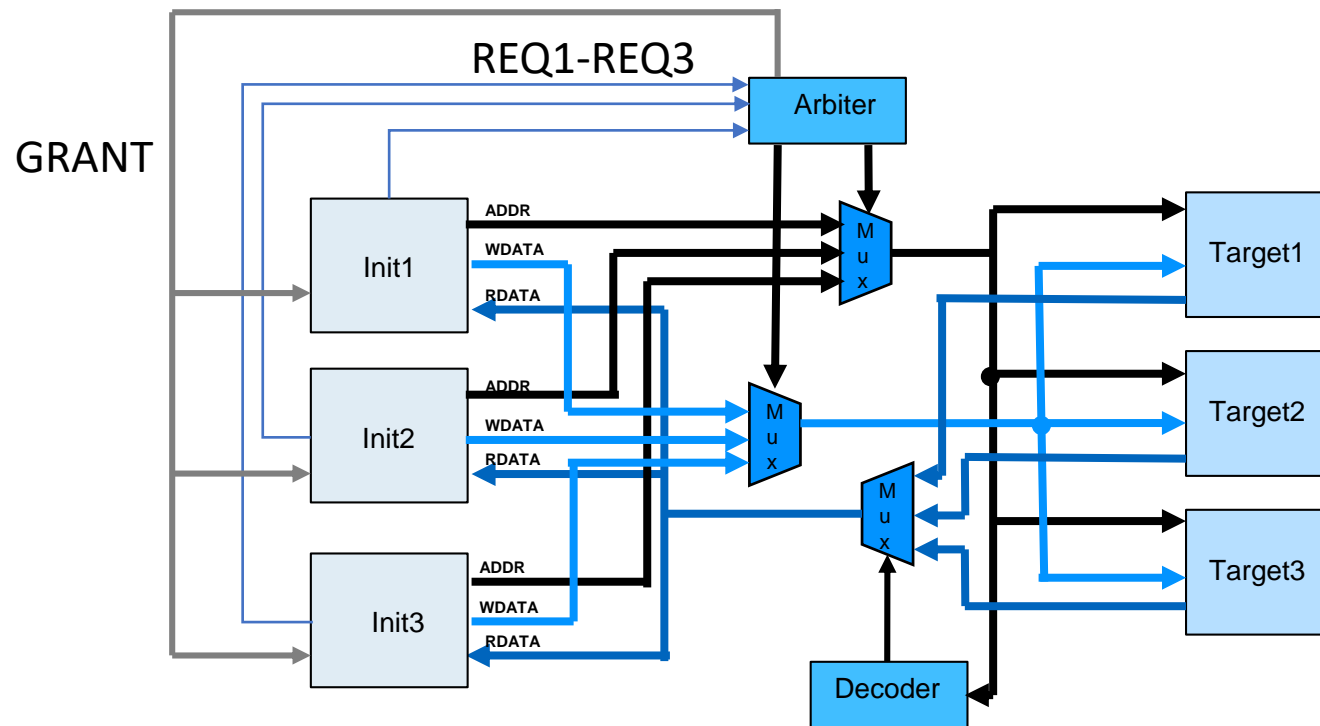 REQ1-REQ3
Arbiter
GRANT
ADDR
WDATA
RDATA
Init1
M
u
x
Target1
ADDR
WDATA
RDATA
Init2
M
u
x
Target2
M
u
x
ADDR
WDATA
RDATA
Init3
Target3
Decoder